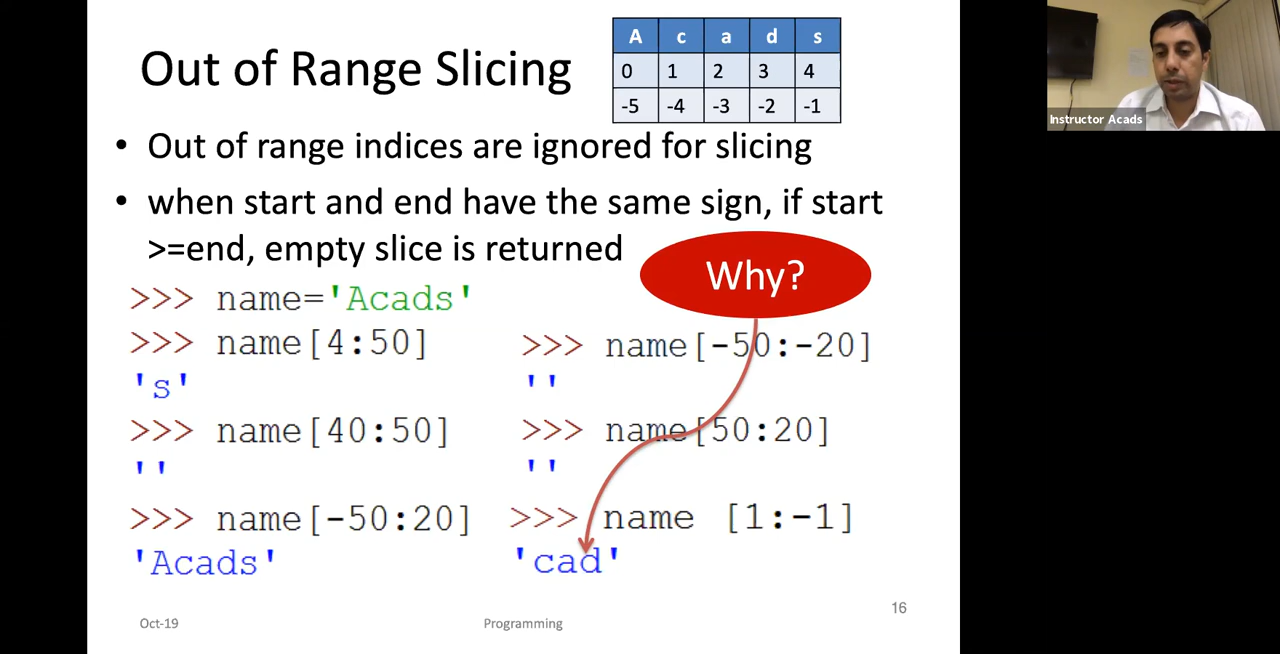 Out of Range Slicing
A c a d s
0 1 2 3 4
-5 -4 -3 -2 -1
Instructor Acads
• Out of range indices are ignored for slicing
• when start and end have the same sign, if start
>=end, empty slice is returned
Why?
>>> name='Acads'
>>> name[4:50]
's'
>>> name[40:50]
''
>>> name[-50:20]
'Acads'
>>> name[-50:-20]
''
>>> name[50:20]
''
>>> name [1:-1]
'cad'
Oct-19
Programming
16